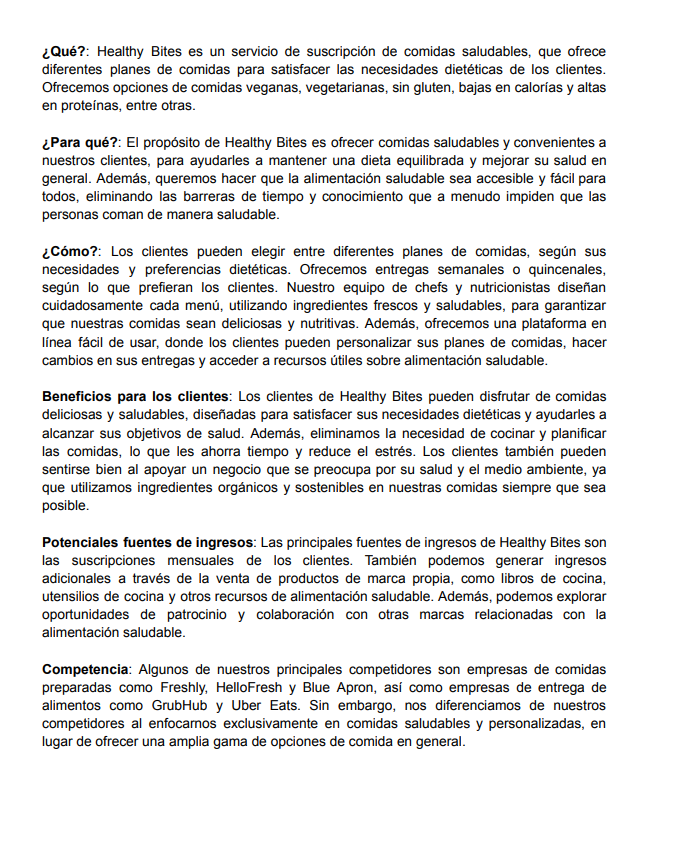 ¿Qué?: Healthy Bites es un servicio de suscripción de comidas saludables, que ofrece
diferentes planes de comidas para satisfacer las necesidades dietéticas de los clientes.
Ofrecemos opciones de comidas veganas, vegetarianas, sin gluten, bajas en calorías y altas
en proteínas, entre otras.
¿Para qué?: El propósito de Healthy Bites es ofrecer comidas saludables y convenientes a
nuestros clientes, para ayudarles a mantener una dieta equilibrada y mejorar su salud en
general. Además, queremos hacer que la alimentación saludable sea accesible y fácil para
todos, eliminando las barreras de tiempo y conocimiento que a menudo impiden que las
personas coman de manera saludable.
¿Cómo?: Los clientes pueden elegir entre diferentes planes de comidas, según sus
necesidades y preferencias dietéticas. Ofrecemos entregas semanales o quincenales,
según lo que prefieran los clientes. Nuestro equipo de chefs y nutricionistas diseñan
cuidadosamente cada menú, utilizando ingredientes frescos y saludables, para garantizar
que nuestras comidas sean deliciosas y nutritivas. Además, ofrecemos una plataforma en
línea fácil de usar, donde los clientes pueden personalizar sus planes de comidas, hacer
cambios en sus entregas y acceder a recursos útiles sobre alimentación saludable.
Beneficios para los clientes: Los clientes de Healthy Bites pueden disfrutar de comidas
deliciosas y saludables, diseñadas para satisfacer sus necesidades dietéticas y ayudarles a
alcanzar sus objetivos de salud. Además, eliminamos la necesidad de cocinar y planificar
las comidas, lo que les ahorra tiempo y reduce el estrés. Los clientes también pueden
sentirse bien al apoyar un negocio que se preocupa por su salud y el medio ambiente, ya
que utilizamos ingredientes orgánicos y sostenibles en nuestras comidas siempre que sea
posible.
Potenciales fuentes de ingresos: Las principales fuentes de ingresos de Healthy Bites son
las suscripciones mensuales de los clientes. También podemos generar ingresos
adicionales a través de la venta de productos de marca propia, como libros de cocina,
utensilios de cocina y otros recursos de alimentación saludable. Además, podemos explorar
oportunidades de patrocinio y colaboración con otras marcas relacionadas con la
alimentación saludable.
Competencia: Algunos de nuestros principales competidores son empresas de comidas
preparadas como Freshly, HelloFresh y Blue Apron, así como empresas de entrega de
alimentos como GrubHub y Uber Eats. Sin embargo, nos diferenciamos de nuestros
competidores al enfocarnos exclusivamente en comidas saludables y personalizadas, en
lugar de ofrecer una amplia gama de opciones de comida en general.